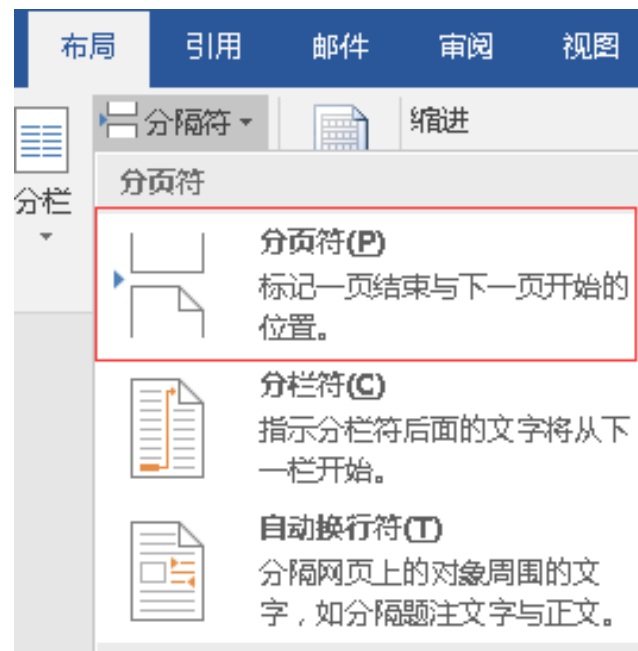 布局 引用 邮件 审阅 视图
分隔符 缩进
分栏
分页符
分页符(P)
标记一页结束与下一页开始的
位置。
分栏符(C)
指示分栏符后面的文字将从下
一栏开始。
自动换行符(T)
分隔网页上的对象周围的文
字，如分隔题注文字与正文。